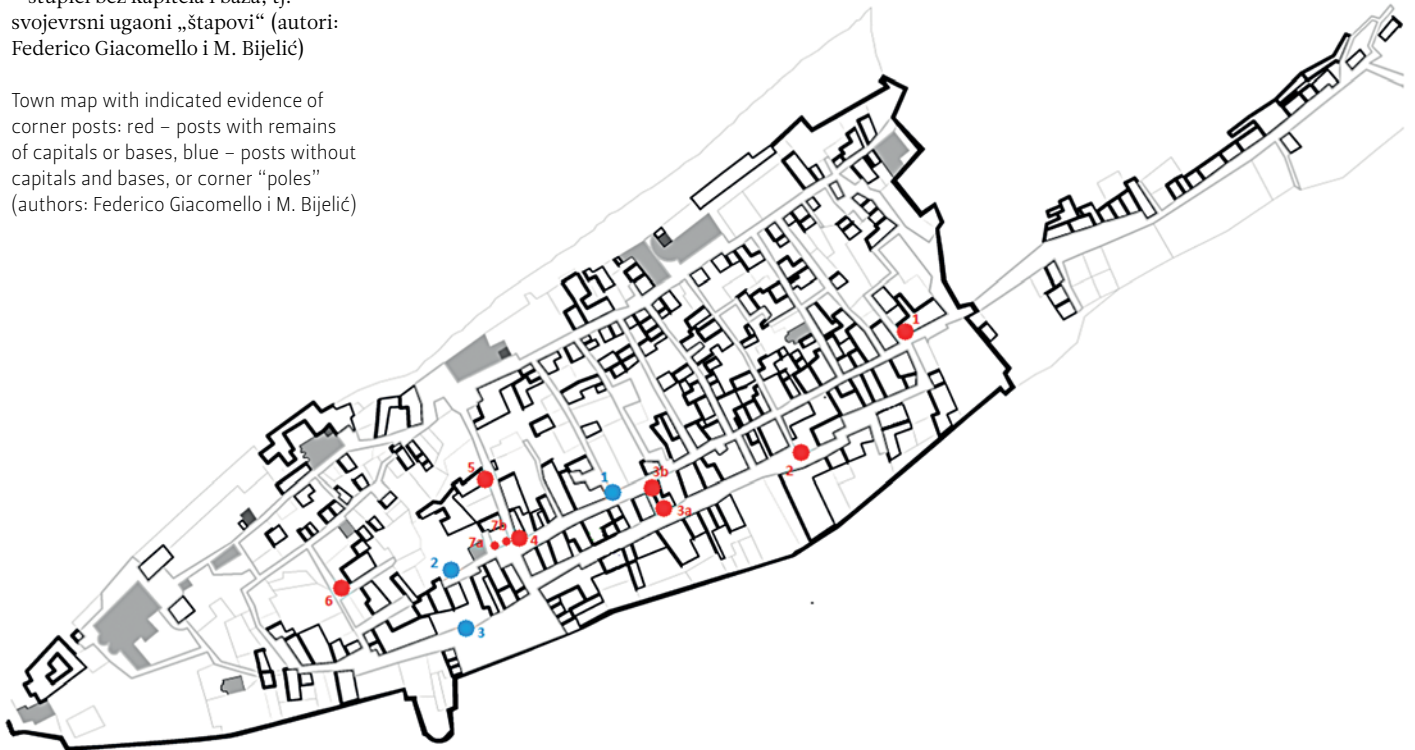 svojevrsni ugaoni „štapovi“ (autori:
Federico Giacomello i M. Bijelić)
Town map with indicated evidence of
corner posts: red – posts with remains
of capitals or bases, blue – posts without
capitals and bases, or corner “poles”
(authors: Federico Giacomello i M. Bijelić)
1
2
3b
3a
1
5
7b
4
7a
2
6
3